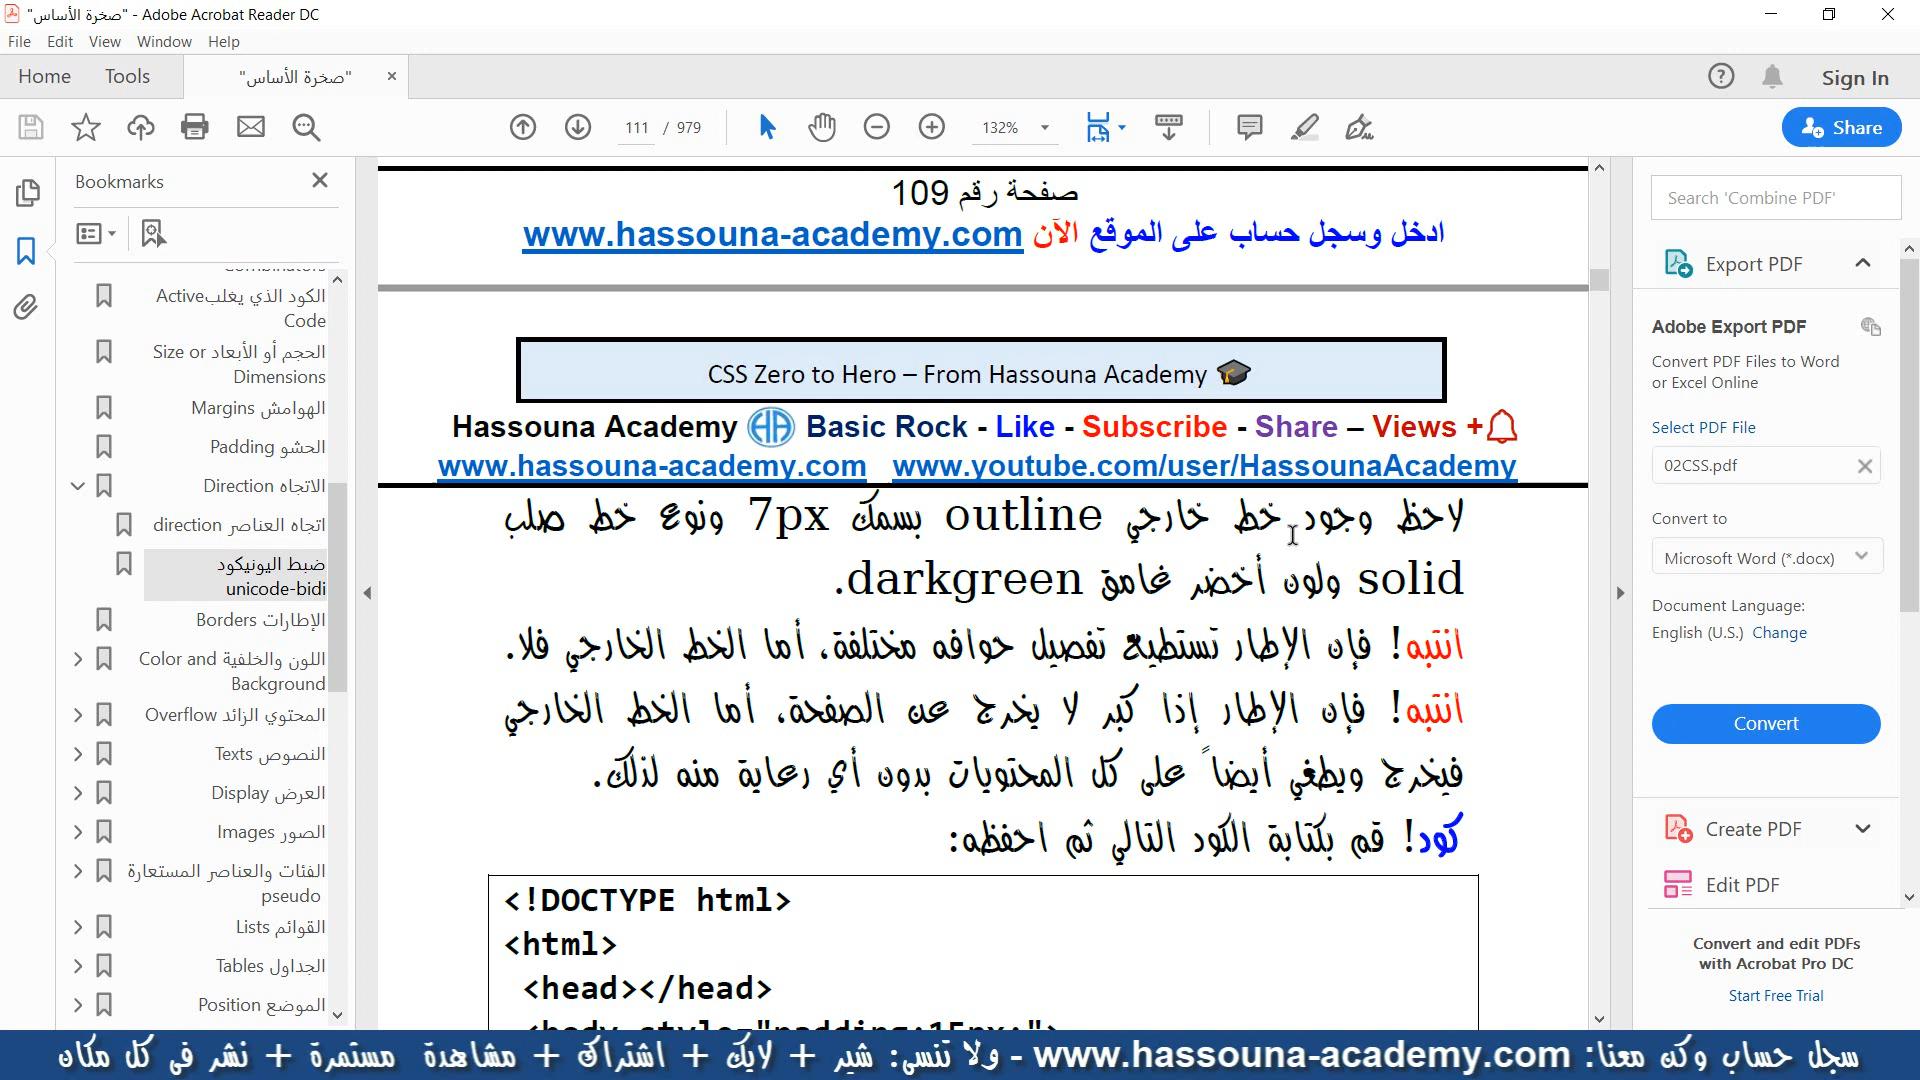 "صخرة الأساس" - Adobe Acrobat Reader DC
File Edit View Window Help
Home Tools "صخرة الأساس" Sign In
111 / 979 132% Share
Bookmarks
الكود الذي يغلب Active
Code
الحجم أو الأبعاد Size or
Dimensions
الهوامش Margins
الحشو Padding
الاتجاه Direction
اتجاه العناصر direction
ضبط اليونيكود
unicode-bidi
الإطارات Borders
اللون والخلفية Color and
Background
المحتوي الزائد Overflow
النصوص Texts
العرض Display
الصور Images
الفئات والعناصر المستعارة
pseudo
القوائم Lists
الجداول Tables
الموضع Position
صفحة رقم 109
ادخل وسجل حساب على الموقع الآن www.hassouna-academy.com
CSS Zero to Hero – From Hassouna Academy 🎓
Hassouna Academy HA Basic Rock - Like - Subscribe - Share – Views +
www.hassouna-academy.com www.youtube.com/user/HassounaAcademy
لاحظ وجود خط خارجي outline بسمك 7px ونوع خط صلب
solid ولون أخضر غامق darkgreen.
انتبه! فإن الإطار تستطيع تفصيل حوافه مختلفة، أما الخط الخارجي فلا.
انتبه! فإن الإطار إذا كبر لا يخرج عن الصفحة، أما الخط الخارجي
فيخرج ويطغي أيضاً على كل المحتويات بدون أي رعاية منه لذلك.
كود! قم بكتابة الكود التالي ثم احفظه:
<!DOCTYPE html>
<html>
<head></head>
<body style="padding:15px;">
Search 'Combine PDF'
Export PDF
Adobe Export PDF
Convert PDF Files to Word
or Excel Online
Select PDF File
02CSS.pdf
Convert to
Microsoft Word (*.docx)
Document Language:
English (U.S.) Change
Convert
Create PDF
Edit PDF
Convert and edit PDFs
with Acrobat Pro DC
Start Free Trial
سجل حساب وكن معنا: www.hassouna-academy.com - ولا تنسى: شير + لايك + اشتراك + مشاهدة مستمرة + نشر في كل مكان